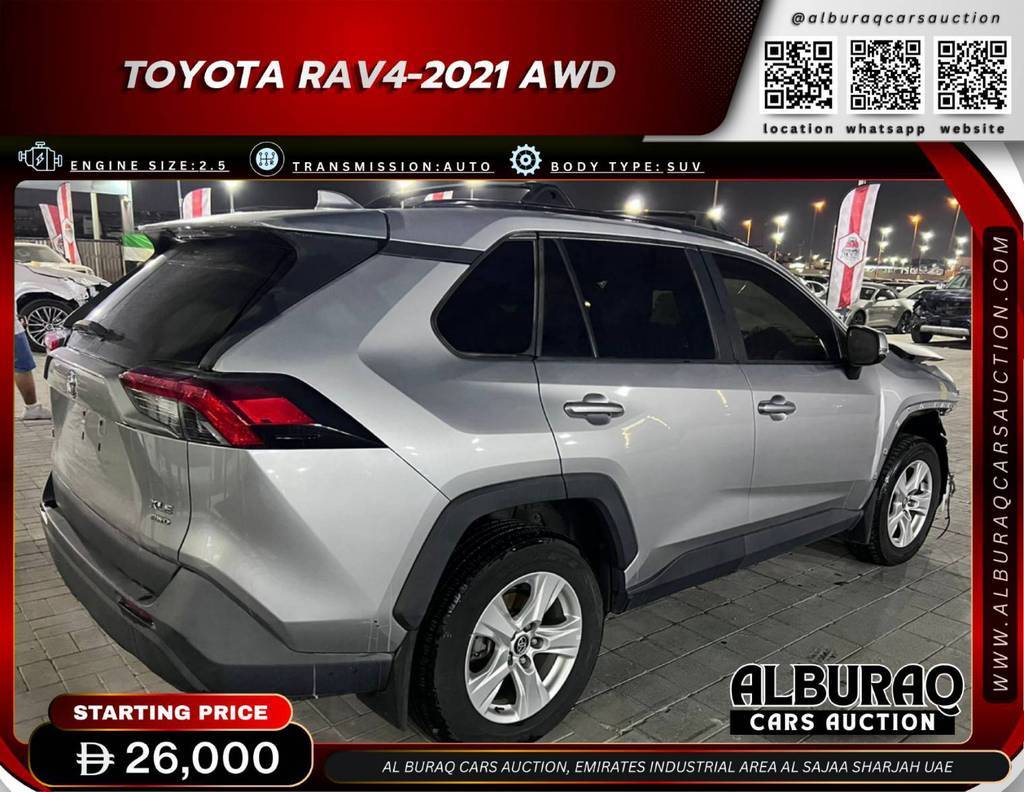 @alburaqcarsauction
TOYOTA RAV4-2021 AWD
location whatsapp website
ENGINE SIZE:2.5 TRANSMISSION:AUTO BODY TYPE: SUV
WWW.ALBURAQCARSAUCTION.COM
XLE
AWD
ALBURAQ
CARS AUCTION
STARTING PRICE
26,000
AL BURAQ CARS AUCTION, EMIRATES INDUSTRIAL AREA AL SAJAA SHARJAH UAE